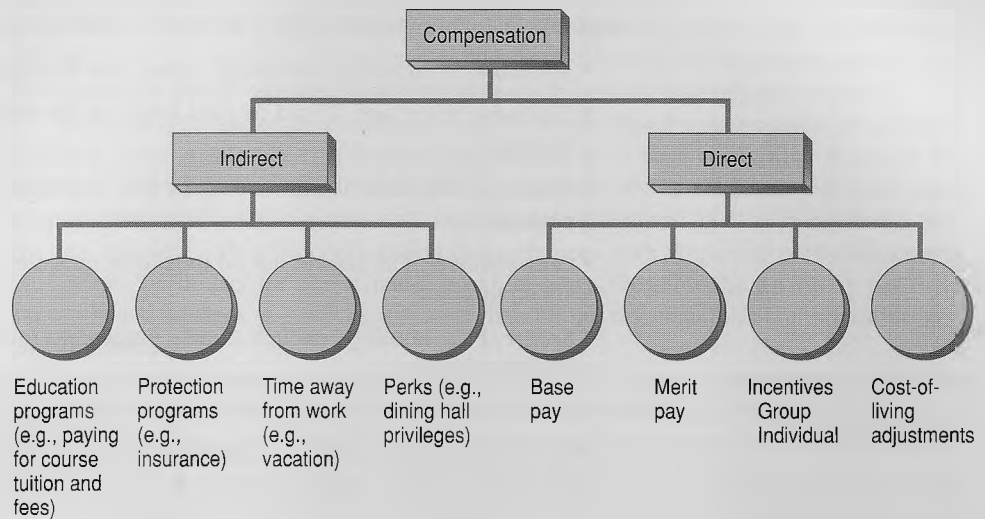 Compensation
Indirect
Direct
Education
programs
(e.g., paying
for course
tuition and
fees)
Protection
programs
(e.g.,
insurance)
Time away
from work
(e.g.,
vacation)
Perks (e.g.,
dining hall
privileges)
Base
pay
Merit
pay
Incentives
Group
Individual
Cost-of-
living
adjustments